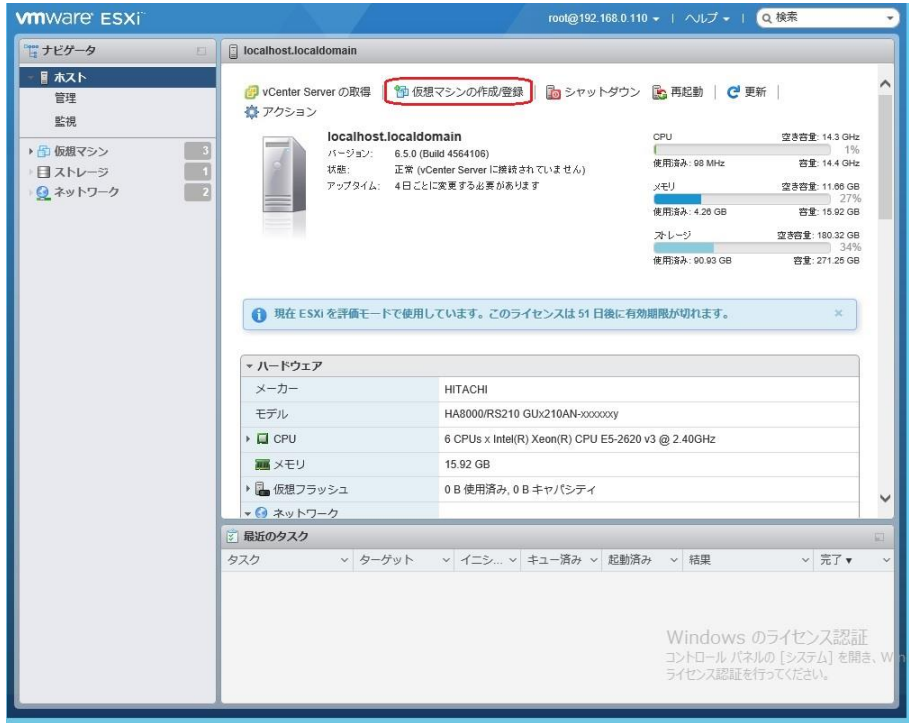 vmware ESXi
root@192.168.0.110 | ヘルプ | 検索
ナビゲータ
localhost.localdomain
ホスト
管理
監視
仮想マシン 3
ストレージ 1
ネットワーク 2
vCenter Server の取得 | 仮想マシンの作成/登録 | シャットダウン 再起動 | 更新 |
アクション
localhost.localdomain
バージョン: 6.5.0 (Build 4564106)
状態: 正常 (vCenter Server に接続されていません)
アップタイム: 4日ごとに変更する必要があります
CPU 空き容量: 14.3 GHz
1%
使用済み: 98 MHz 容量: 14.4 GHz
メモリ 空き容量: 11.66 GB
27%
使用済み: 4.26 GB 容量: 15.92 GB
ストレージ 空き容量: 180.32 GB
34%
使用済み: 90.93 GB 容量: 271.25 GB
現在 ESXi を評価モードで使用しています。このライセンスは 51 日後に有効期限が切れます。
ハードウェア
メーカー HITACHI
モデル HA8000/RS210 GUx210AN-xxxxxxy
CPU 6 CPUs x Intel(R) Xeon(R) CPU E5-2620 v3 @ 2.40GHz
メモリ 15.92 GB
仮想フラッシュ 0 B 使用済み, 0 B キャパシティ
ネットワーク
最近のタスク
タスク ターゲット イニシ... キュー済み 起動済み 結果 完了▼
Windows のライセンス認証
コントロール パネルの [システム] を開き、Win
ライセンス認証を行ってください。